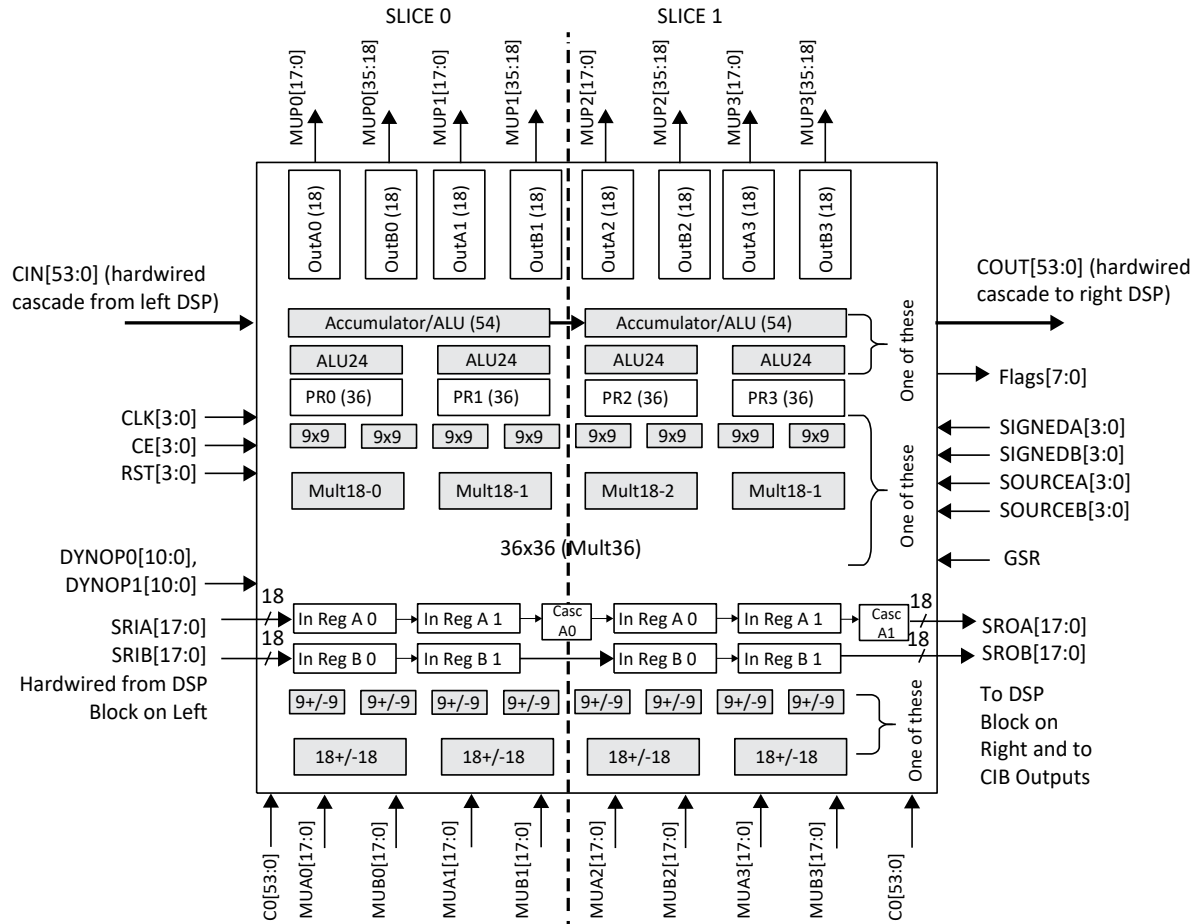 SLICE 0
SLICE 1
MUP0[17:0]
MUP0[35:18]
MUP1[17:0]
MUP1[35:18]
MUP2[17:0]
MUP2[35:18]
MUP3[17:0]
MUP3[35:18]
OutA0 (18)
OutB0 (18)
OutA1 (18)
OutB1 (18)
OutA2 (18)
OutB2 (18)
OutA3 (18)
OutB3 (18)
CIN[53:0] (hardwired
cascade from left DSP)
COUT[53:0] (hardwired
cascade to right DSP)
Accumulator/ALU (54)
Accumulator/ALU (54)
ALU24
ALU24
ALU24
ALU24
One of these
Flags[7:0]
PR0 (36)
PR1 (36)
PR2 (36)
PR3 (36)
CLK[3:0]
CE[3:0]
RST[3:0]
9x9
9x9
9x9
9x9
9x9
9x9
9x9
9x9
Mult18-0
Mult18-1
Mult18-2
Mult18-1
One of these
SIGNEDA[3:0]
SIGNEDB[3:0]
SOURCEA[3:0]
SOURCEB[3:0]
36x36 (Mult36)
GSR
DYNOP0[10:0],
DYNOP1[10:0]
18
SRIA[17:0]
18
SRIB[17:0]
Hardwired from DSP
Block on Left
In Reg A 0
In Reg A 1
Casc
A0
In Reg A 0
In Reg A 1
Casc
A1
In Reg B 0
In Reg B 1
In Reg B 0
In Reg B 1
18
SROA[17:0]
18
SROB[17:0]
To DSP
Block on
Right and to
CIB Outputs
9+/-9
9+/-9
9+/-9
9+/-9
9+/-9
9+/-9
9+/-9
9+/-9
18+/-18
18+/-18
18+/-18
18+/-18
One of these
C0[53:0]
MUA0[17:0]
MUB0[17:0]
MUA1[17:0]
MUB1[17:0]
MUA2[17:0]
MUB2[17:0]
MUA3[17:0]
MUB3[17:0]
C0[53:0]